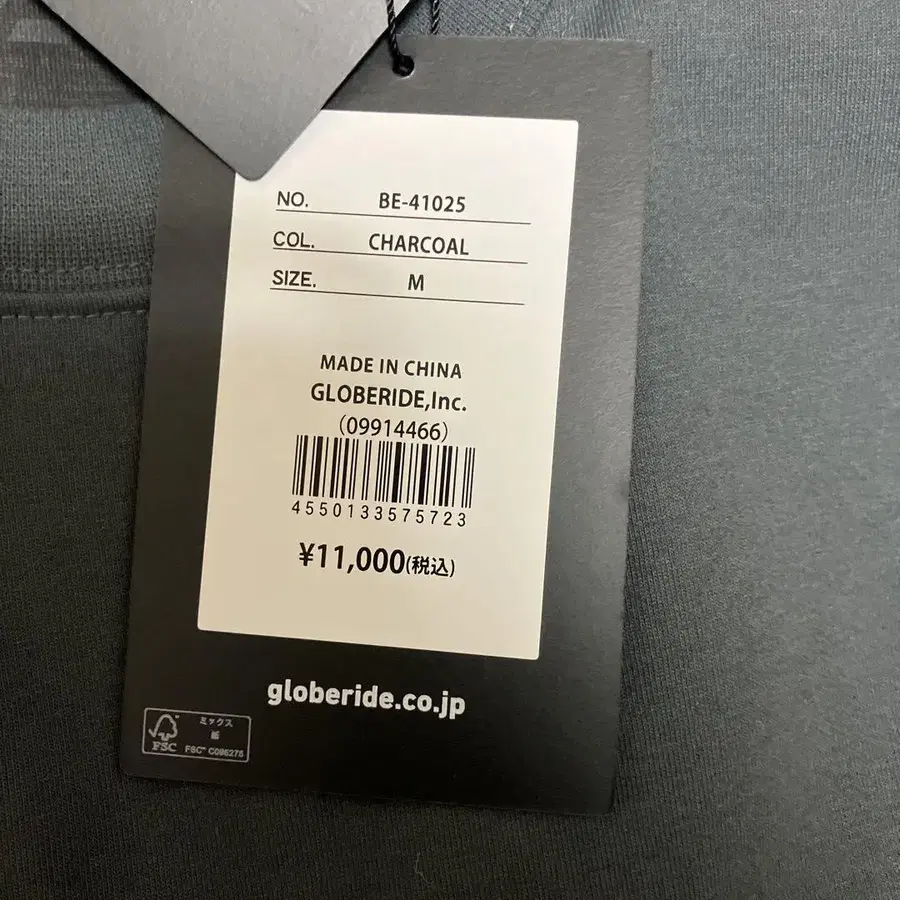 NO. BE-41025
COL. CHARCOAL
SIZE. M
MADE IN CHINA
GLOBERIDE,Inc.
(09914466)
4550133575723
¥11,000(税込)
globeride.co.jp
ミックス
紙
FSC
FSC™ C096275